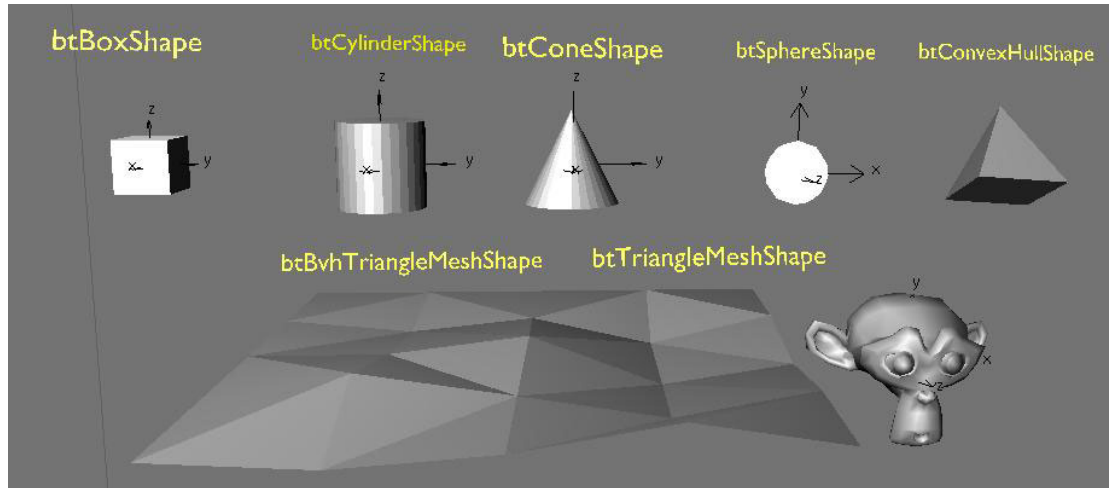 btBoxShape
btCylinderShape
btConeShape
btSphereShape
btConvexHullShape
z
x
y
z
x
y
z
x
y
y
x
z
btBvhTriangleMeshShape
btTriangleMeshShape
y
x
z